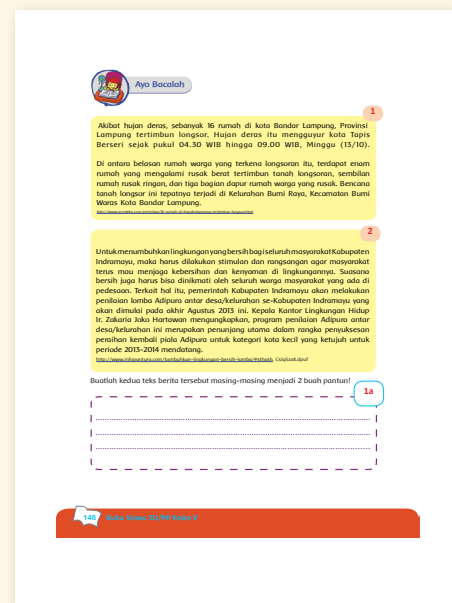 Ayo Bacalah
1
Akibat hujan deras, sebanyak 16 rumah di kota Bandar Lampung, Provinsi
Lampung tertimbun longsor. Hujan deras itu mengguyur kota Tapis
Berseri sejak pukul 04.30 WIB hingga 09.00 WIB, Minggu (13/10).
Di antara belasan rumah warga yang terkena longsoran itu, terdapat enam
rumah yang mengalami rusak berat tertimbun tanah longsoran, sembilan
rumah rusak ringan, dan tiga bagian dapur rumah warga yang rusak. Bencana
tanah longsor ini tepatnya terjadi di Kelurahan Bumi Raya, Kecamatan Bumi
Waras Kota Bandar Lampung.
2
Untuk menumbuhkan lingkungan yang bersih bagi seluruh masyarakat Kabupaten
Indramayu, maka harus dilakukan stimulan dan rangsangan agar masyarakat
terus mau menjaga kebersihan dan kenyaman di lingkungannya. Suasana
bersih juga harus bisa dinikmati oleh seluruh warga masyarakat yang ada di
pedesaan. Terkait hal itu, pemerintah Kabupaten Indramayu akan melakukan
penilaian lomba Adipura antar desa/kelurahan se-Kabupaten Indramayu yang
akan dimulai pada akhir Agustus 2013 ini. Kepala Kantor Lingkungan Hidup
Ir. Zakaria Joko Hartawan mengungkapkan, program penilaian Adipura antar
desa/kelurahan ini merupakan penunjang utama dalam rangka penyuksesan
peraihan kembali piala Adipura untuk kategori kota kecil yang ketujuh untuk
periode 2013-2014 mendatang.
Buatlah kedua teks berita tersebut masing-masing menjadi 2 buah pantun!
1a
146 Buku Siswa SD/MI Kelas V